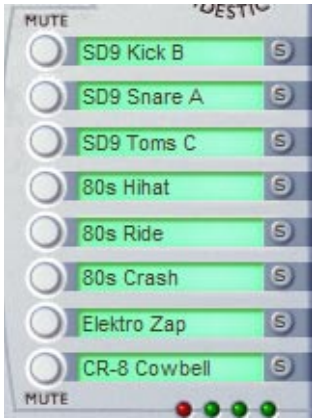 MUTE
SD9 Kick B S
SD9 Snare A S
SD9 Toms C S
80s Hihat S
80s Ride S
80s Crash S
Elektro Zap S
CR-8 Cowbell S
MUTE